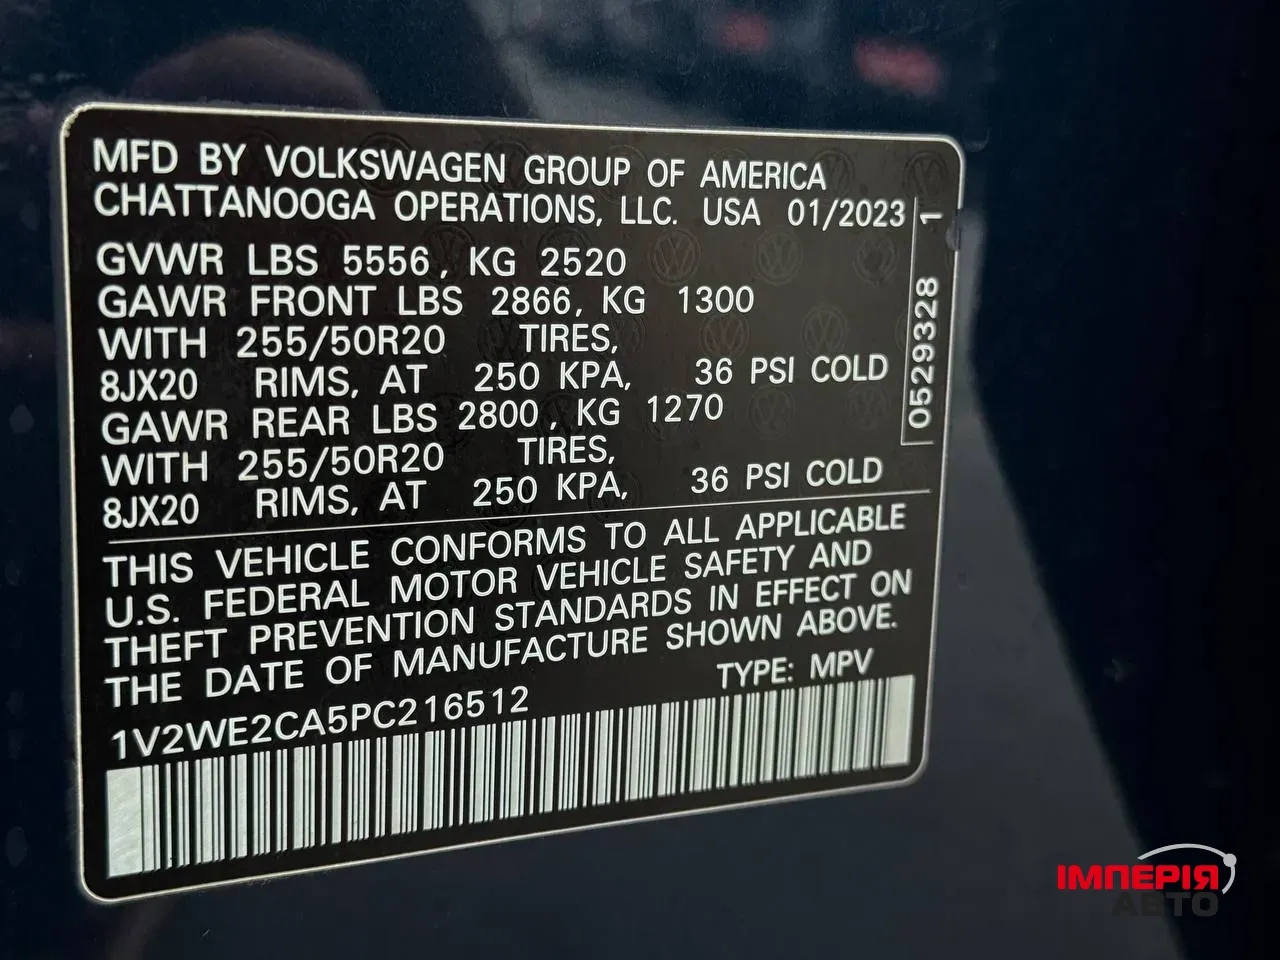 MFD BY VOLKSWAGEN GROUP OF AMERICA
CHATTANOOGA OPERATIONS, LLC. USA 01/2023
GVWR LBS 5556, KG 2520
GAWR FRONT LBS 2866, KG 1300
WITH 255/50R20 TIRES,
8JX20 RIMS, AT 250 KPA, 36 PSI COLD
GAWR REAR LBS 2800, KG 1270
WITH 255/50R20 TIRES,
8JX20 RIMS, AT 250 KPA, 36 PSI COLD
0529328 1
THIS VEHICLE CONFORMS TO ALL APPLICABLE
U.S. FEDERAL MOTOR VEHICLE SAFETY AND
THEFT PREVENTION STANDARDS IN EFFECT ON
THE DATE OF MANUFACTURE SHOWN ABOVE.
1V2WE2CA5PC216512 TYPE: MPV
ІМПЕРІЯ
АВТО